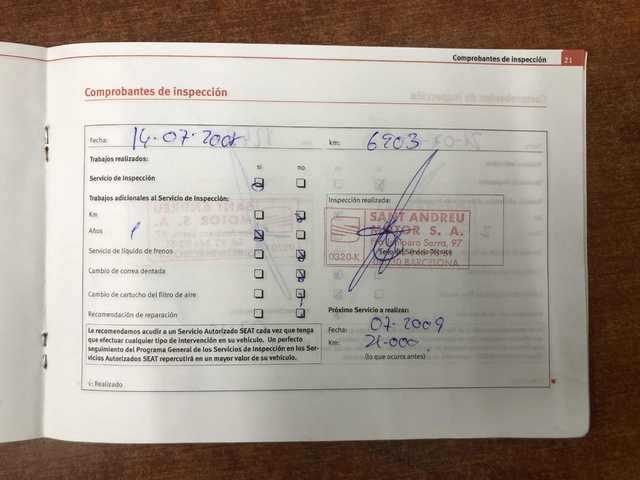 Comprobantes de inspección 21
Comprobantes de inspección
Fecha: 14-07-2008 km: 6903
Trabajos realizados:
si no
Servicio de Inspección
Trabajos adicionales al Servicio de Inspección:
Inspección realizada:
Km
Años 1
Servicio de líquido de frenos
Cambio de correa dentada
Cambio de cartucho del filtro de aire
Recomendación de reparación
SANT ANDREU
MOTOR S. A.
Serra, 97
0320-K
BARCELONA
Próximo Servicio a realizar:
Fecha: 07-2009
Km: 21-000
(lo que ocurra antes)
Le recomendamos acudir a un Servicio Autorizado SEAT cada vez que tenga
que efectuar cualquier tipo de intervención en su vehículo. Un perfecto
seguimiento del Programa General de los Servicios de Inspección en los Ser-
vicios Autorizados SEAT repercutirá en un mayor valor de su vehículo.
√: Realizado